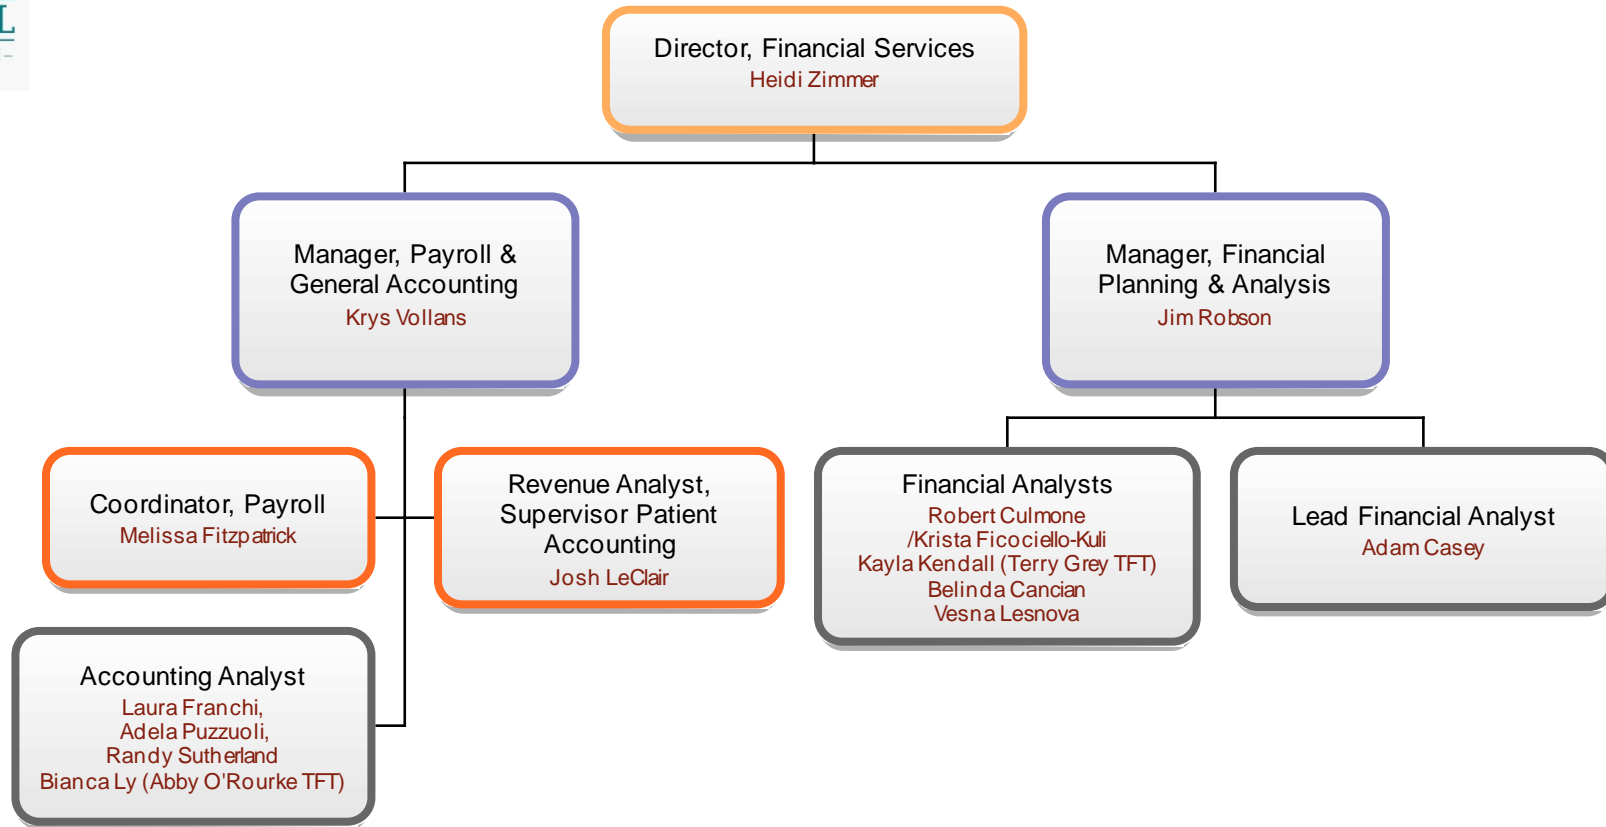 Director, Financial Services
Heidi Zimmer
Manager, Payroll &
General Accounting
Krys Vollans
Manager, Financial
Planning & Analysis
Jim Robson
Coordinator, Payroll
Melissa Fitzpatrick
Revenue Analyst,
Supervisor Patient
Accounting
Josh LeClair
Financial Analysts
Robert Culmone
/Krista Ficociello-Kuli
Kayla Kendall (Terry Grey TFT)
Belinda Cancian
Vesna Lesnova
Lead Financial Analyst
Adam Casey
Accounting Analyst
Laura Franchi,
Adela Puzzuoli,
Randy Sutherland
Bianca Ly (Abby O'Rourke TFT)